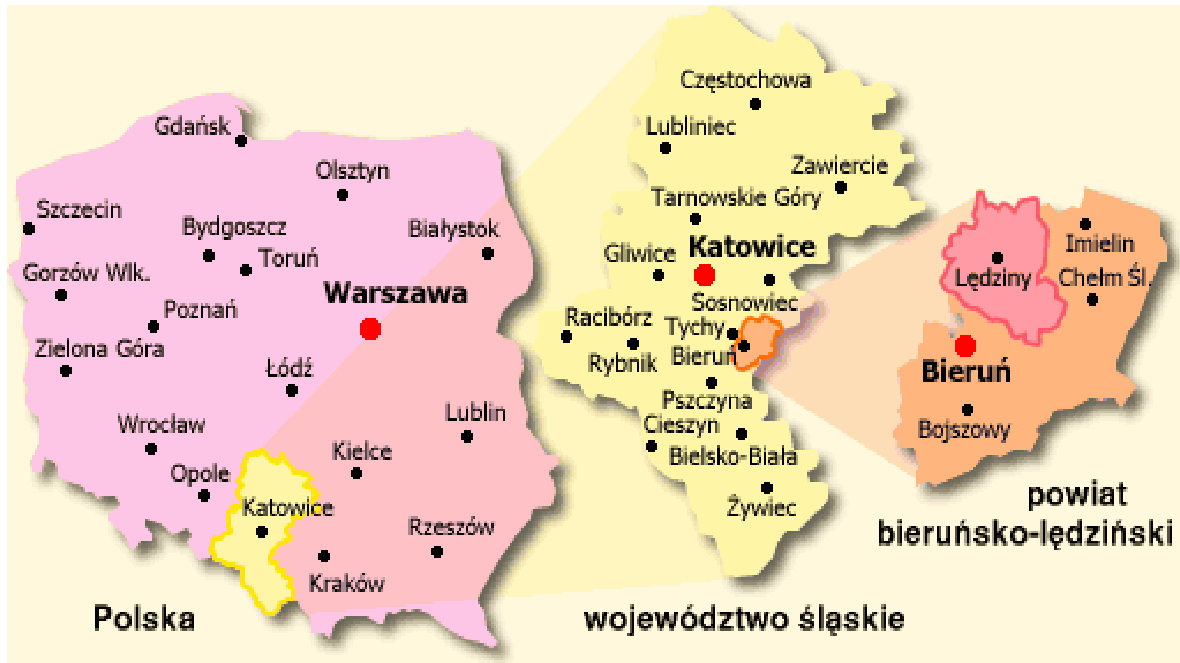 Gdańsk
Olsztyn
Szczecin
Bydgoszcz
Białystok
Toruń
Gorzów Wlk.
Warszawa
Poznań
Zielona Góra
Łódź
Lublin
Wrocław
Kielce
Opole
Katowice
Rzeszów
Kraków
Polska
Częstochowa
Lubliniec
Zawiercie
Tarnowskie Góry
Katowice
Gliwice
Sosnowiec
Racibórz
Tychy
Rybnik
Bieruń
Pszczyna
Cieszyn
Bielsko-Biała
Żywiec
województwo śląskie
Imielin
Lędziny
Chełm Śl.
Bieruń
Bojszowy
powiat
bieruńsko-lędziński